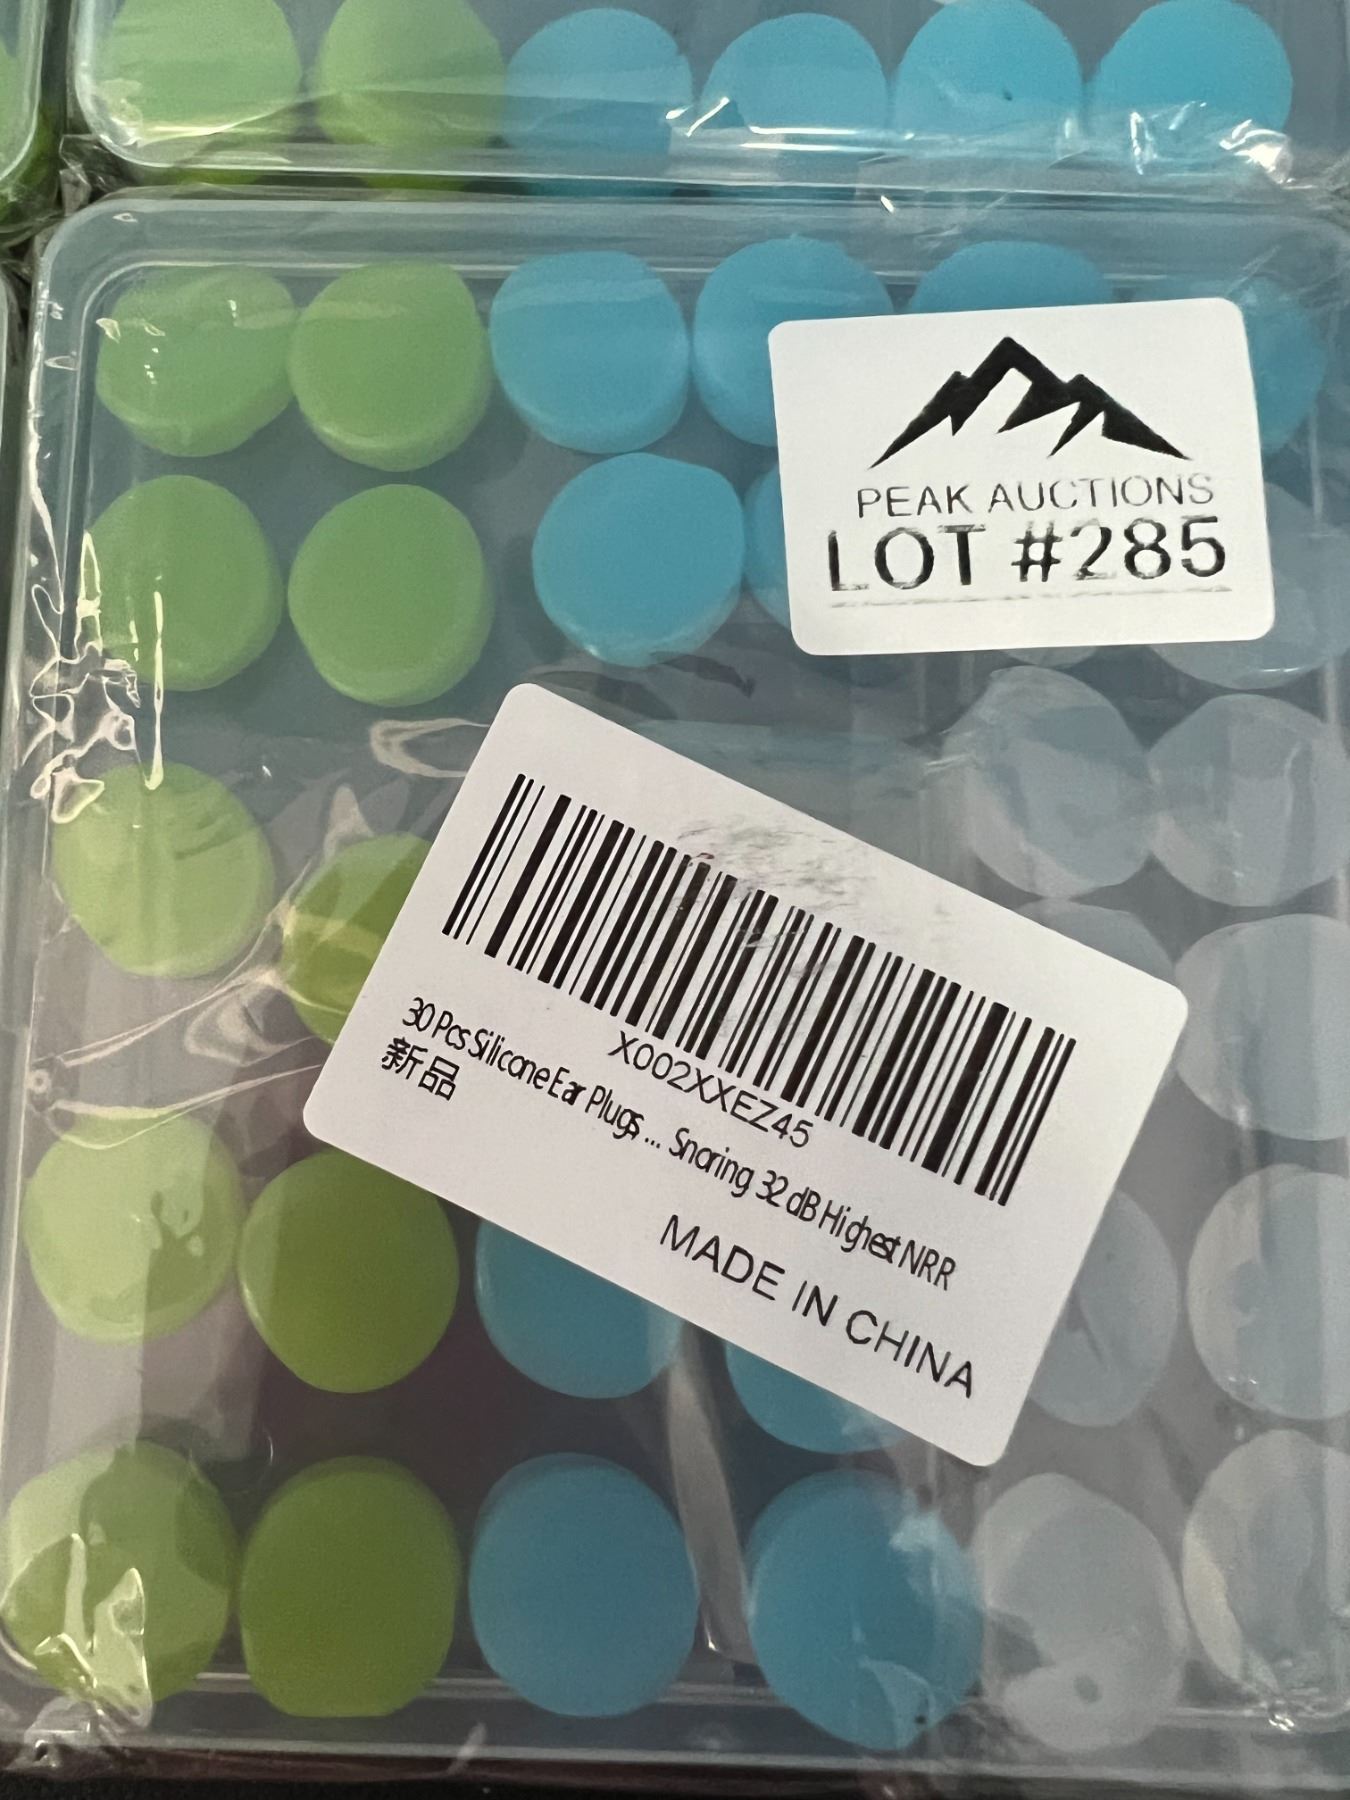 PEAK AUCTIONS
LOT #285
X002XXEZ45
30 Pcs Silicone Ear Plugs, ... Snoring 32 dB Highest NRR
新品
MADE IN CHINA